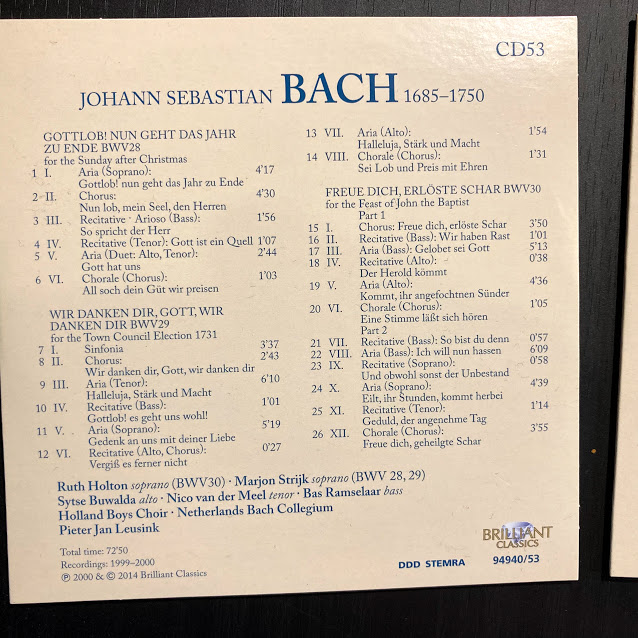 CD53
JOHANN SEBASTIAN BACH 1685–1750
GOTTLOB! NUN GEHT DAS JAHR
ZU ENDE BWV28
for the Sunday after Christmas
1 I. Aria (Soprano): 4'17
Gottlob! nun geht das Jahr zu Ende
2 II. Chorus: 4'30
Nun lob, mein Seel, den Herren
3 III. Recitative - Arioso (Bass): 1'56
So spricht der Herr
4 IV. Recitative (Tenor): Gott ist ein Quell 1'07
5 V. Aria (Duet: Alto, Tenor): 2'44
Gott hat uns
6 VI. Chorale (Chorus): 1'03
All soch dein Güt wir preisen
WIR DANKEN DIR, GOTT, WIR
DANKEN DIR BWV29
for the Town Council Election 1731
7 I. Sinfonia 3'37
8 II. Chorus: 2'43
Wir danken dir, Gott, wir danken dir
9 III. Aria (Tenor): 6'10
Halleluja, Stärk und Macht
10 IV. Recitative (Bass): 1'01
Gottlob! es geht uns wohl!
11 V. Aria (Soprano): 5'19
Gedenk an uns mit deiner Liebe
12 VI. Recitative (Alto, Chorus): 0'27
Vergiß es ferner nicht
13 VII. Aria (Alto): 1'54
Halleluja, Stärk und Macht
14 VIII. Chorale (Chorus): 1'31
Sei Lob und Preis mit Ehren
FREUE DICH, ERLÖSTE SCHAR BWV30
for the Feast of John the Baptist
Part 1
15 I. Chorus: Freue dich, erlöste Schar 3'50
16 II. Recitative (Bass): Wir haben Rast 1'01
17 III. Aria (Bass): Gelobet sei Gott 5'13
18 IV. Recitative (Alto): 0'38
Der Herold kömmt
19 V. Aria (Alto): 4'36
Kommt, ihr angefochtnen Sünder
20 VI. Chorale (Chorus): 1'05
Eine Stimme läßt sich hören
Part 2
21 VII. Recitative (Bass): So bist du denn 0'57
22 VIII. Aria (Bass): Ich will nun hassen 6'09
23 IX. Recitative (Soprano): 0'58
Und obwohl sonst der Unbestand
24 X. Aria (Soprano): 4'39
Eilt, ihr Stunden, kommt herbei
25 XI. Recitative (Tenor): 1'14
Geduld, der angenehme Tag
26 XII. Chorale (Chorus): 3'55
Freue dich, geheilgte Schar
Ruth Holton soprano (BWV30) · Marjon Strijk soprano (BWV 28, 29)
Sytse Buwalda alto · Nico van der Meel tenor · Bas Ramselaar bass
Holland Boys Choir · Netherlands Bach Collegium
Pieter Jan Leusink
Total time: 72'50
Recordings: 1999–2000
℗ 2000 & © 2014 Brilliant Classics
DDD STEMRA
BRILLIANT
CLASSICS
94940/53